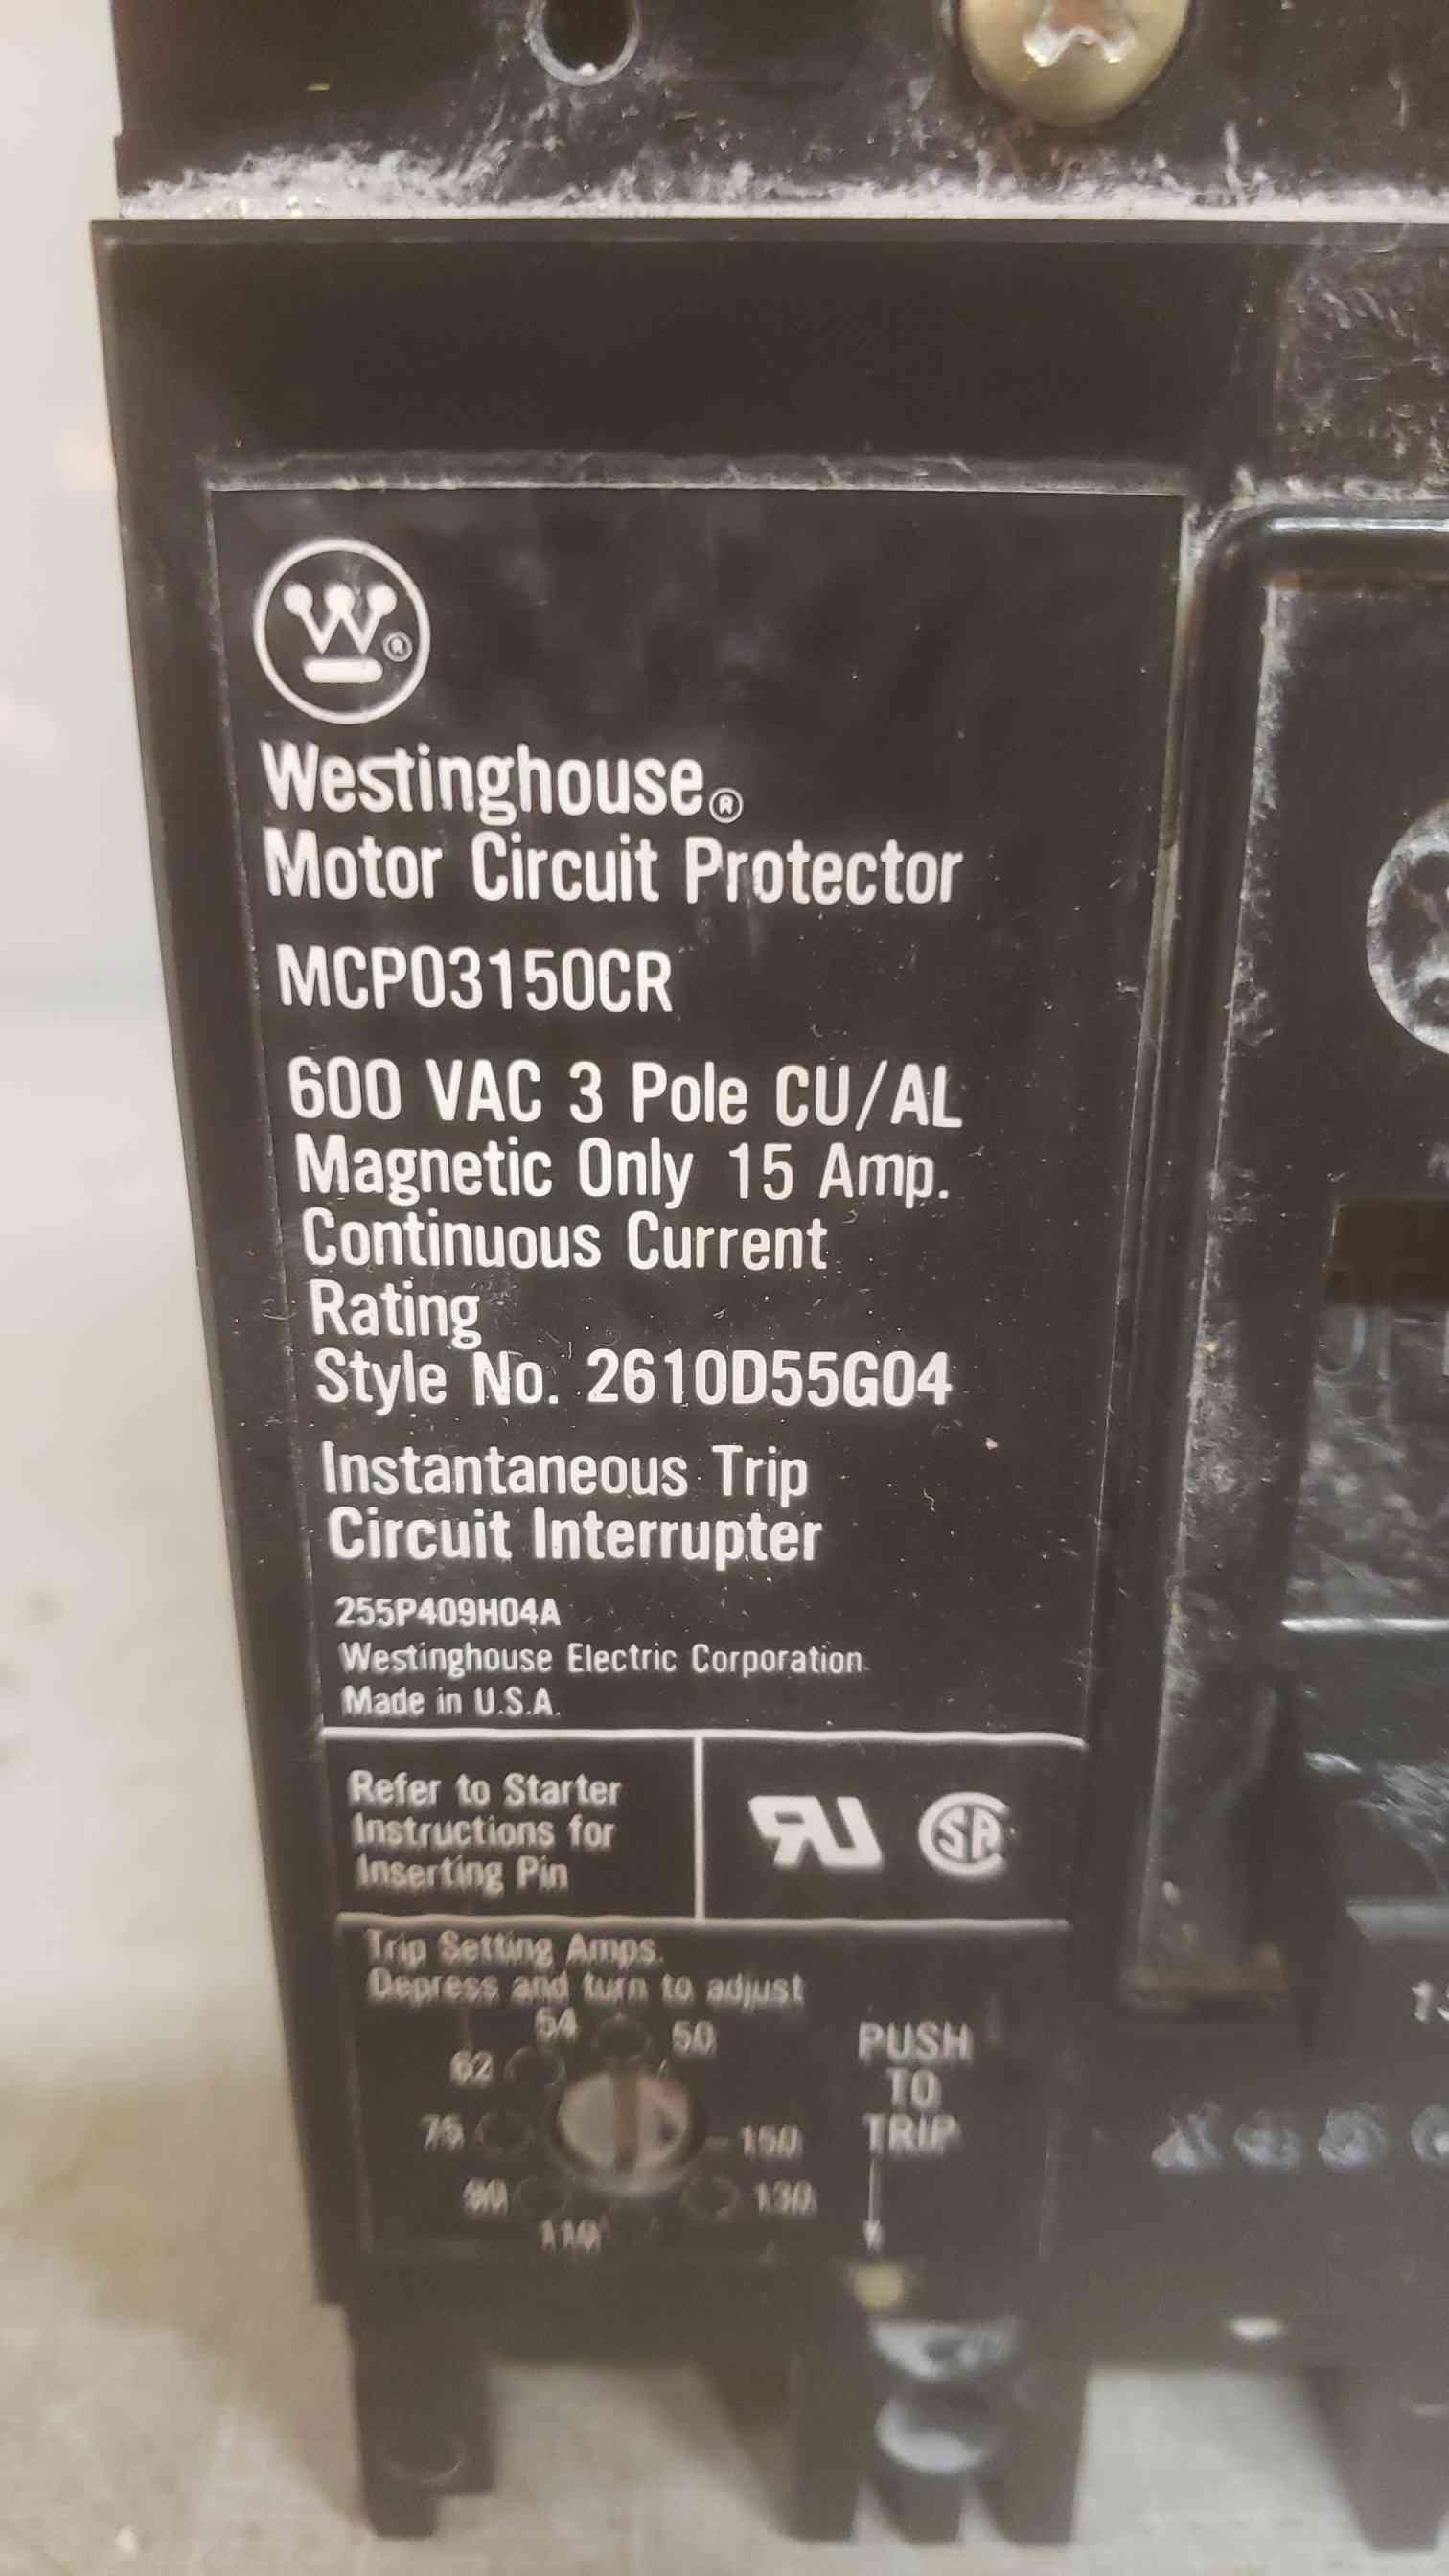 Westinghouse®
Motor Circuit Protector
MCP03150CR
600 VAC 3 Pole CU/AL
Magnetic Only 15 Amp.
Continuous Current
Rating
Style No. 2610D55G04
Instantaneous Trip
Circuit Interrupter
255P409H04A
Westinghouse Electric Corporation
Made in U.S.A.
Refer to Starter
Instructions for
Inserting Pin
Trip Setting Amps.
Depress and turn to adjust
54 50
62
75 150
90 130
110
PUSH
TO
TRIP